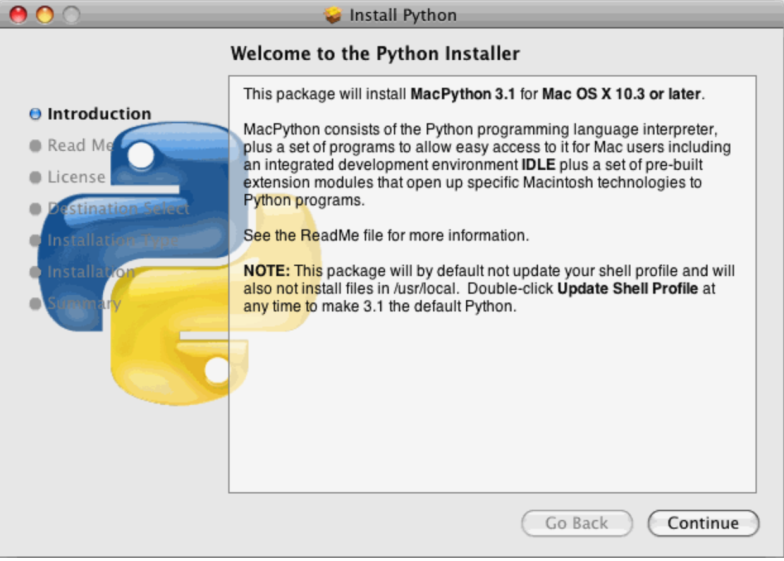 Install Python
Welcome to the Python Installer
Introduction
Read Me
License
Destination Select
Installation Type
Installation
Summary
This package will install MacPython 3.1 for Mac OS X 10.3 or later.
MacPython consists of the Python programming language interpreter,
plus a set of programs to allow easy access to it for Mac users including
an integrated development environment IDLE plus a set of pre-built
extension modules that open up specific Macintosh technologies to
Python programs.
See the ReadMe file for more information.
NOTE: This package will by default not update your shell profile and will
also not install files in /usr/local. Double-click Update Shell Profile at
any time to make 3.1 the default Python.
Go Back
Continue